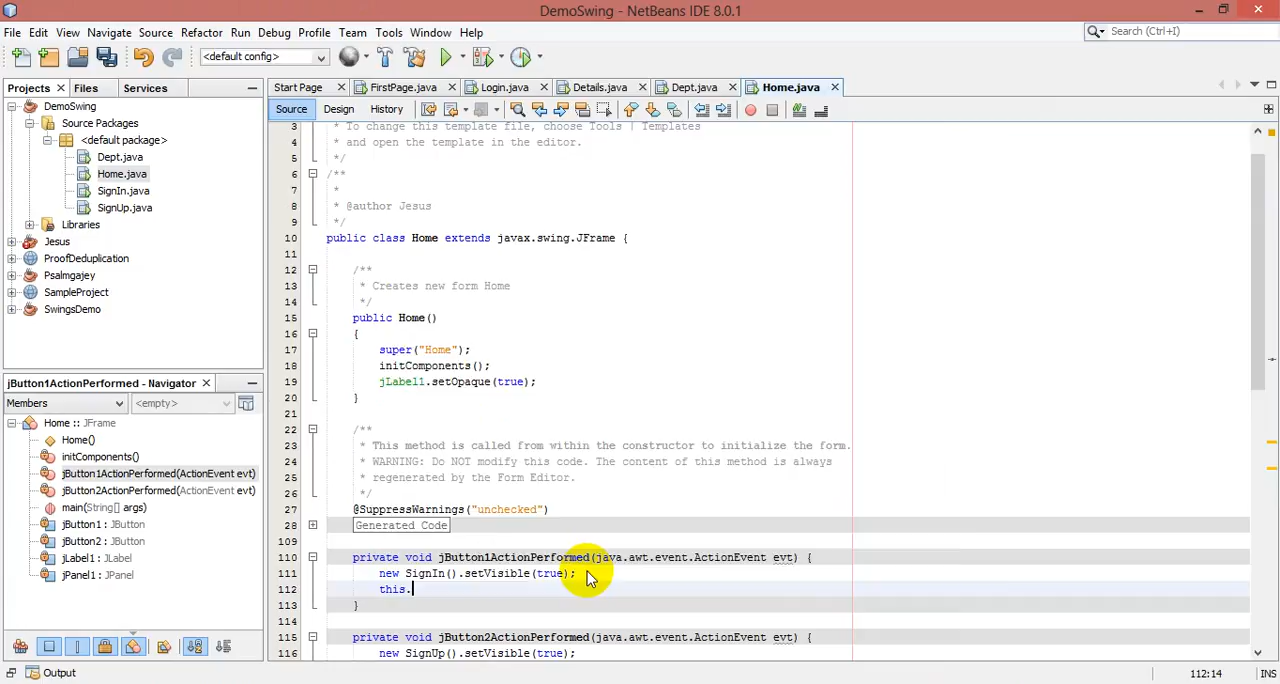 DemoSwing - NetBeans IDE 8.0.1
File Edit View Navigate Source Refactor Run Debug Profile Team Tools Window Help
Search (Ctrl+I)
<default config>
Projects Files Services
Start Page FirstPage.java Login.java Details.java Dept.java Home.java
Source Design History
DemoSwing
Source Packages
<default package>
Dept.java
Home.java
SignIn.java
SignUp.java
Libraries
Jesus
ProofDeduplication
Psalmgajey
SampleProject
SwingsDemo
jButton1ActionPerformed - Navigator
Members <empty>
Home :: JFrame
Home()
initComponents()
jButton1ActionPerformed(ActionEvent evt)
jButton2ActionPerformed(ActionEvent evt)
main(String[] args)
jButton1 : JButton
jButton2 : JButton
jLabel1 : JLabel
jPanel1 : JPanel
3 * To change this template file, choose Tools | Templates
4 * and open the template in the editor.
5 */
6 /**
7 *
8 * @author Jesus
9 */
10 public class Home extends javax.swing.JFrame {
11
12 /**
13 * Creates new form Home
14 */
15 public Home()
16 {
17 super("Home");
18 initComponents();
19 jLabel1.setOpaque(true);
20 }
21
22 /**
23 * This method is called from within the constructor to initialize the form.
24 * WARNING: Do NOT modify this code. The content of this method is always
25 * regenerated by the Form Editor.
26 */
27 @SuppressWarnings("unchecked")
28 Generated Code
109
110 private void jButton1ActionPerformed(java.awt.event.ActionEvent evt) {
111 new SignIn().setVisible(true);
112 this.
113 }
114
115 private void jButton2ActionPerformed(java.awt.event.ActionEvent evt) {
116 new SignUp().setVisible(true);
Output
112:14 INS